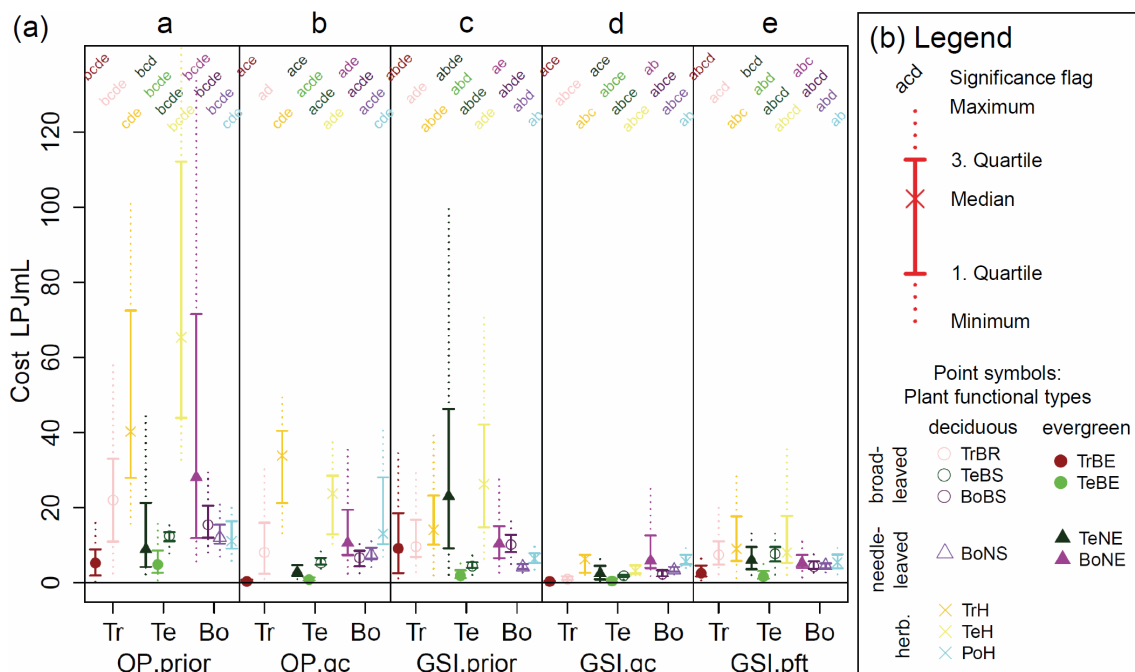 (a)
a b c d e
bcde bcde cde bcd bcde bcde bcde bcde bcde bcde cde
ace ad cde ace acde acde ade ade acde acde cde
abde ade abde abde abd abde ade ae abde abd ab
ace abce abc ace abce abce abce ab abce abce ab
abcd abd abc bcd abd abcd abcd abc abcd abd ab
Cost LPJmL
120
100
80
60
40
20
0
Tr Te Bo Tr Te Bo Tr Te Bo Tr Te Bo Tr Te Bo
OP.prior OP.gc GSI.prior GSI.gc GSI.pft
(b) Legend
acd Significance flag
Maximum
3. Quartile
Median
1. Quartile
Minimum
Point symbols:
Plant functional types
deciduous evergreen
broad-
leaved
TrBR TrBE
TeBS TeBE
BoBS
needle-
leaved
TeNE
BoNS BoNE
herb.
TrH
TeH
PoH